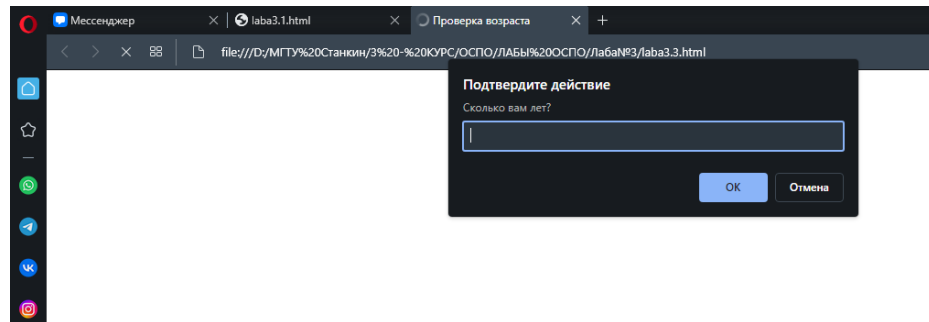 Мессенджер
laba3.1.html
Проверка возраста
file:///D:/МГТУ%20Станкин/3%20-%20КУРС/ОСПО//ЛАБЫ%20ОСПО/Лаба№3/laba3.3.html
Подтвердите действие
Сколько вам лет?
OK
Отмена